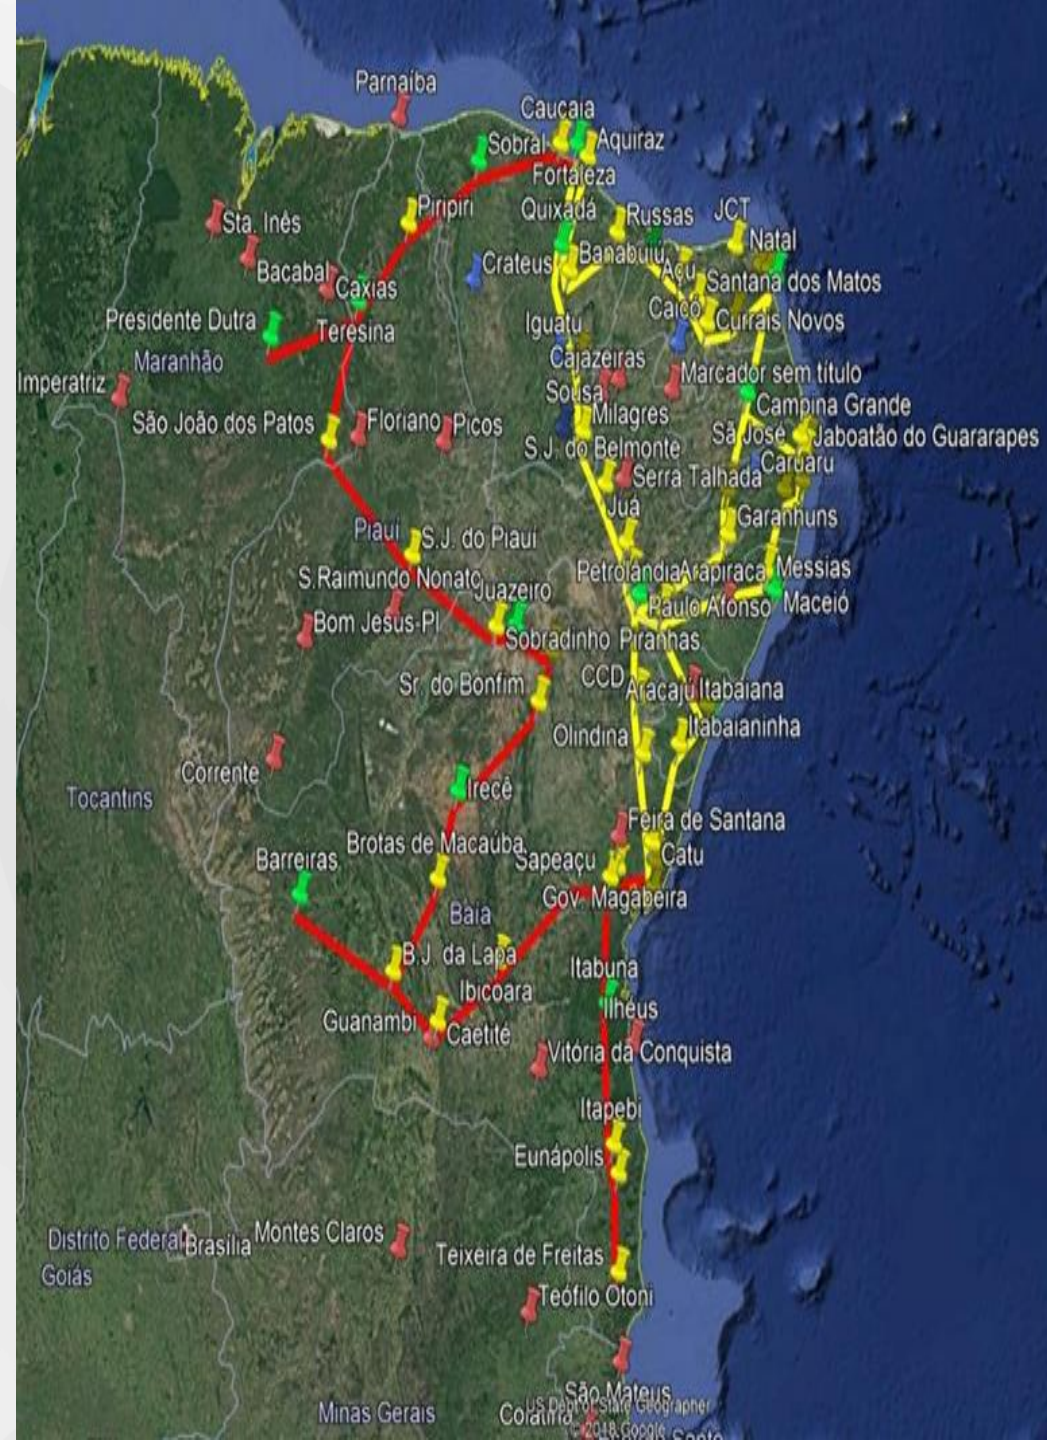 Parnaíba
Caucaia
Sobral
Aquiraz
Fortaleza
Piripiri
Quixadá
Russas
JCT
Natal
Sta. Inês
Bacabal
Crateus
Banabuiú
Açu
Santana dos Matos
Caxias
Caicó
Currais Novos
Presidente Dutra
Teresina
Iguatu
Maranhão
Cajazeiras
Imperatriz
Sousa
Marcador sem título
Milagres
Campina Grande
São João dos Patos
Floriano
Picos
S.J. do Belmonte
São José
Jaboatão do Guararapes
Serra Talhada
Caruaru
Juá
Garanhuns
Piauí
S.J. do Piauí
S.Raimundo Nonato
Juazeiro
Petrolândia
Arapiraca
Messias
Bom Jesus-PI
Paulo Afonso
Maceió
Sobradinho
Piranhas
Sr. do Bonfim
CCD
Aracaju
Itabaiana
Olindina
Itabaianinha
Corrente
Tocantins
Irecê
Feira de Santana
Brotas de Macaúba
Barreiras
Sapeaçu
Catu
Gov. Magabeira
Baía
B.J. da Lapa
Itabuna
Ibicoara
Ilhéus
Guanambi
Caetité
Vitória da Conquista
Itapebi
Eunápolis
Distrito Federal
Brasília
Montes Claros
Teixeira de Freitas
Goiás
Teófilo Otoni
São Mateus
US Dept of State Geographer
Minas Gerais
Colatina
© 2018 Google